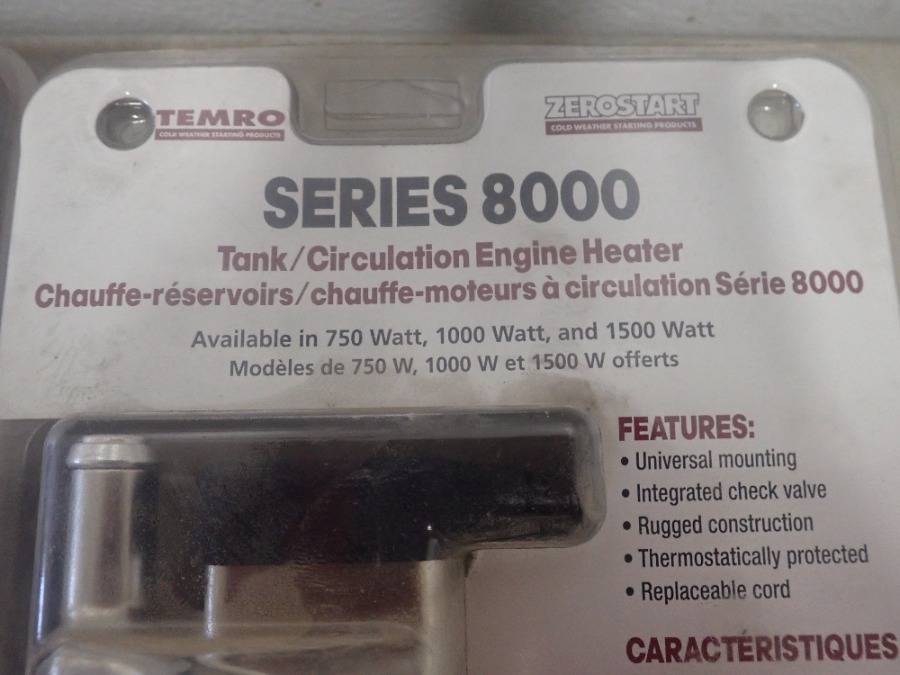 TEMRO
COLD WEATHER STARTING PRODUCTS
ZEROSTART
COLD WEATHER STARTING PRODUCTS
SERIES 8000
Tank/Circulation Engine Heater
Chauffe-réservoirs/chauffe-moteurs à circulation Série 8000
Available in 750 Watt, 1000 Watt, and 1500 Watt
Modèles de 750 W, 1000 W et 1500 W offerts
FEATURES:
• Universal mounting
• Integrated check valve
• Rugged construction
• Thermostatically protected
• Replaceable cord
CARACTÉRISTIQUES